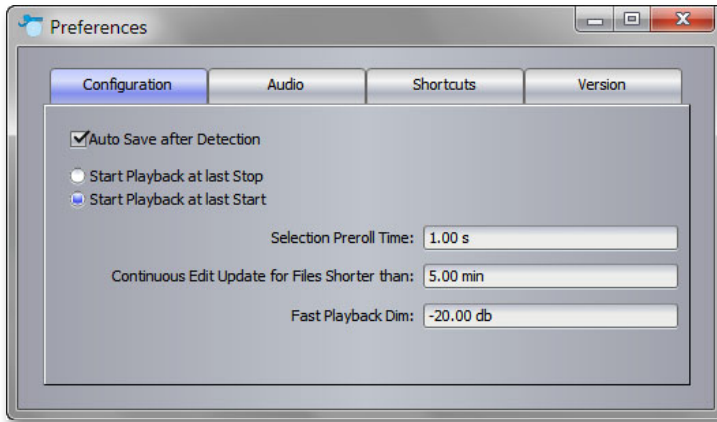 Preferences
Configuration Audio Shortcuts Version
Auto Save after Detection
Start Playback at last Stop
Start Playback at last Start
Selection Preroll Time: 1.00 s
Continuous Edit Update for Files Shorter than: 5.00 min
Fast Playback Dim: -20.00 db